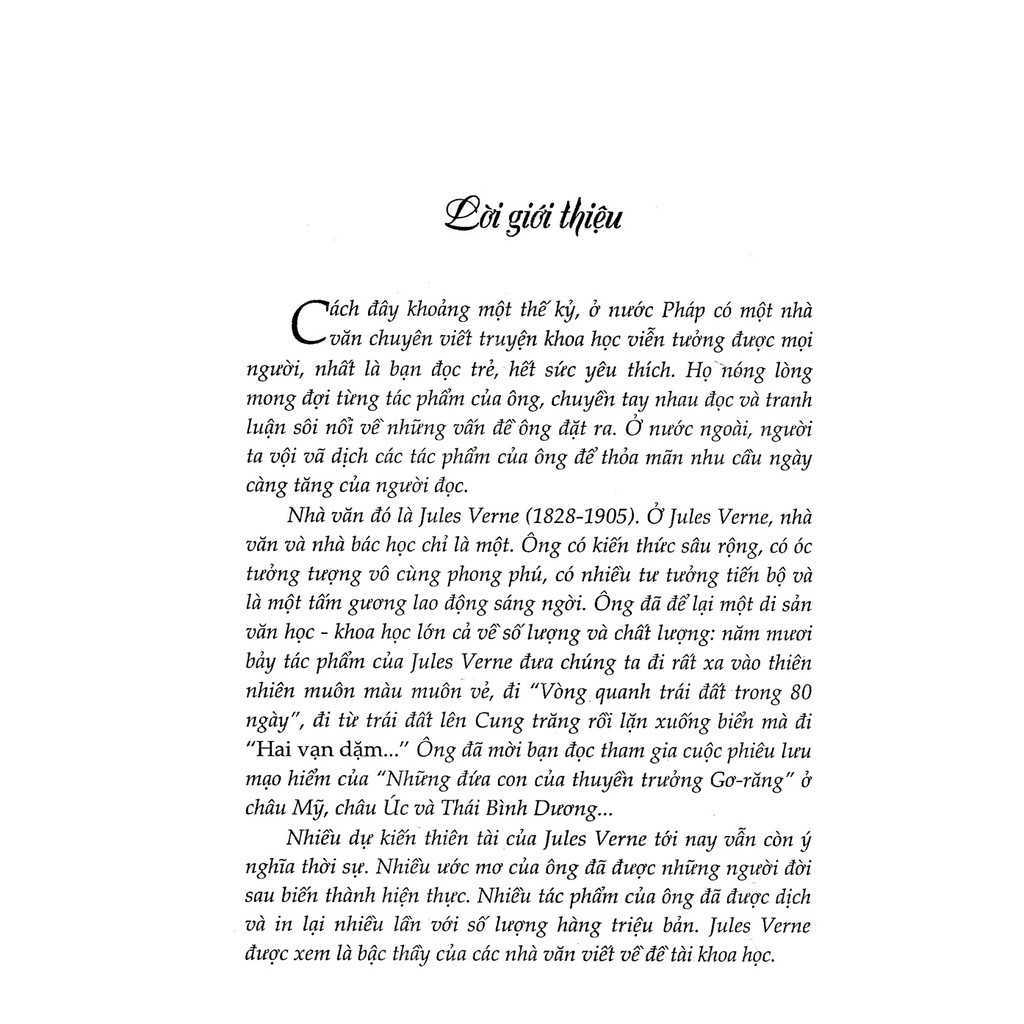 Lời giới thiệu
Cách đây khoảng một thế kỷ, ở nước Pháp có một nhà
văn chuyên viết truyện khoa học viễn tưởng được mọi
người, nhất là bạn đọc trẻ, hết sức yêu thích. Họ nóng lòng
mong đợi từng tác phẩm của ông, chuyền tay nhau đọc và tranh
luận sôi nổi về những vấn đề ông đặt ra. Ở nước ngoài, người
ta vội vã dịch các tác phẩm của ông để thỏa mãn nhu cầu ngày
càng tăng của người đọc.
Nhà văn đó là Jules Verne (1828-1905). Ở Jules Verne, nhà
văn và nhà bác học chỉ là một. Ông có kiến thức sâu rộng, có óc
tưởng tượng vô cùng phong phú, có nhiều tư tưởng tiến bộ và
là một tấm gương lao động sáng ngời. Ông đã để lại một di sản
văn học - khoa học lớn cả về số lượng và chất lượng: năm mươi
bảy tác phẩm của Jules Verne đưa chúng ta đi rất xa vào thiên
nhiên muôn màu muôn vẻ, đi “Vòng quanh trái đất trong 80
ngày”, đi từ trái đất lên Cung trăng rồi lặn xuống biển mà đi
“Hai vạn dặm...” Ông đã mời bạn đọc tham gia cuộc phiêu lưu
mạo hiểm của “Những đứa con của thuyền trưởng Gơ-răng” ở
châu Mỹ, châu Úc và Thái Bình Dương...
Nhiều dự kiến thiên tài của Jules Verne tới nay vẫn còn ý
nghĩa thời sự. Nhiều ước mơ của ông đã được những người đời
sau biến thành hiện thực. Nhiều tác phẩm của ông đã được dịch
và in lại nhiều lần với số lượng hàng triệu bản. Jules Verne
được xem là bậc thầy của các nhà văn viết về đề tài khoa học.